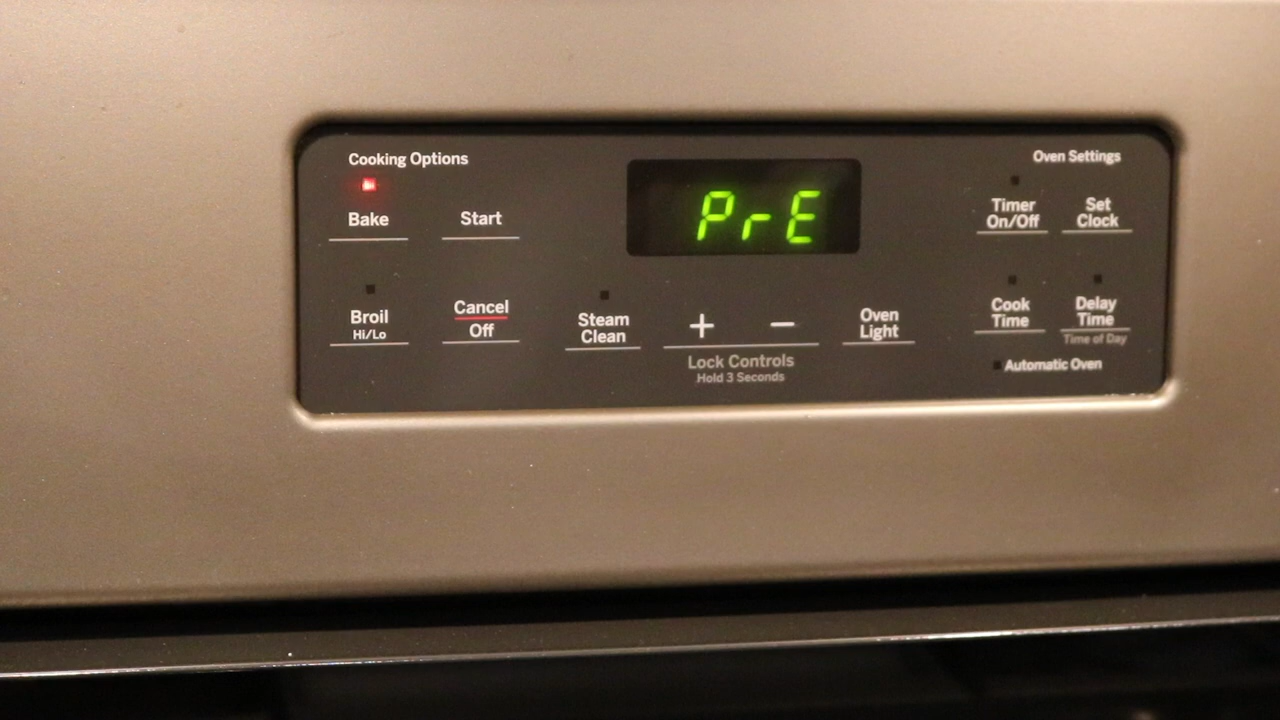 Cooking Options
Oven Settings
Bake
Start
PrE
Timer
On/Off
Set
Clock
Broil
Hi/Lo
Cancel
Off
Steam
Clean
+ −
Lock Controls
Hold 3 Seconds
Oven
Light
Cook
Time
Delay
Time
Time of Day
Automatic Oven